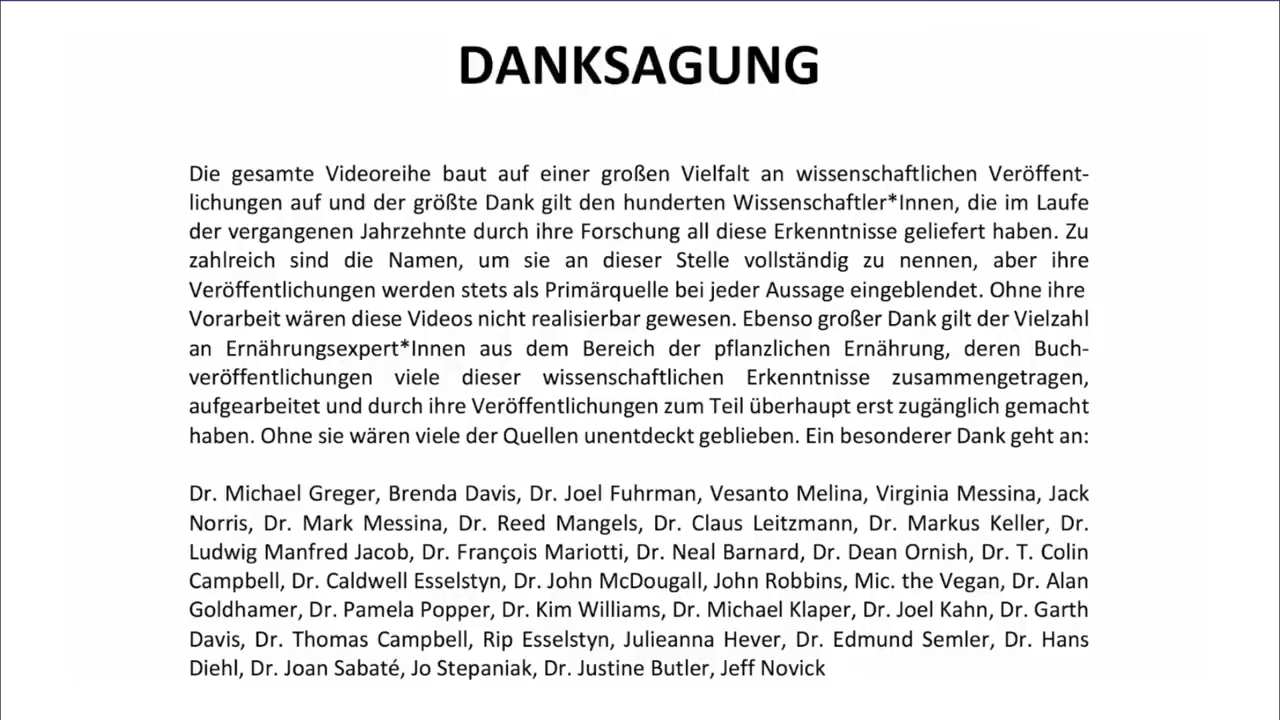 DANKSAGUNG
Die gesamte Videoreihe baut auf einer großen Vielfalt an wissenschaftlichen Veröffent-
lichungen auf und der größte Dank gilt den hunderten Wissenschaftler*Innen, die im Laufe
der vergangenen Jahrzehnte durch ihre Forschung all diese Erkenntnisse geliefert haben. Zu
zahlreich sind die Namen, um sie an dieser Stelle vollständig zu nennen, aber ihre
Veröffentlichungen werden stets als Primärquelle bei jeder Aussage eingeblendet. Ohne ihre
Vorarbeit wären diese Videos nicht realisierbar gewesen. Ebenso großer Dank gilt der Vielzahl
an Ernährungsexpert*Innen aus dem Bereich der pflanzlichen Ernährung, deren Buch-
veröffentlichungen viele dieser wissenschaftlichen Erkenntnisse zusammengetragen,
aufgearbeitet und durch ihre Veröffentlichungen zum Teil überhaupt erst zugänglich gemacht
haben. Ohne sie wären viele der Quellen unentdeckt geblieben. Ein besonderer Dank geht an:
Dr. Michael Greger, Brenda Davis, Dr. Joel Fuhrman, Vesanto Melina, Virginia Messina, Jack
Norris, Dr. Mark Messina, Dr. Reed Mangels, Dr. Claus Leitzmann, Dr. Markus Keller, Dr.
Ludwig Manfred Jacob, Dr. François Mariotti, Dr. Neal Barnard, Dr. Dean Ornish, Dr. T. Colin
Campbell, Dr. Caldwell Esselstyn, Dr. John McDougall, John Robbins, Mic. the Vegan, Dr. Alan
Goldhamer, Dr. Pamela Popper, Dr. Kim Williams, Dr. Michael Klaper, Dr. Joel Kahn, Dr. Garth
Davis, Dr. Thomas Campbell, Rip Esselstyn, Julieanna Hever, Dr. Edmund Semler, Dr. Hans
Diehl, Dr. Joan Sabaté, Jo Stepaniak, Dr. Justine Butler, Jeff Novick